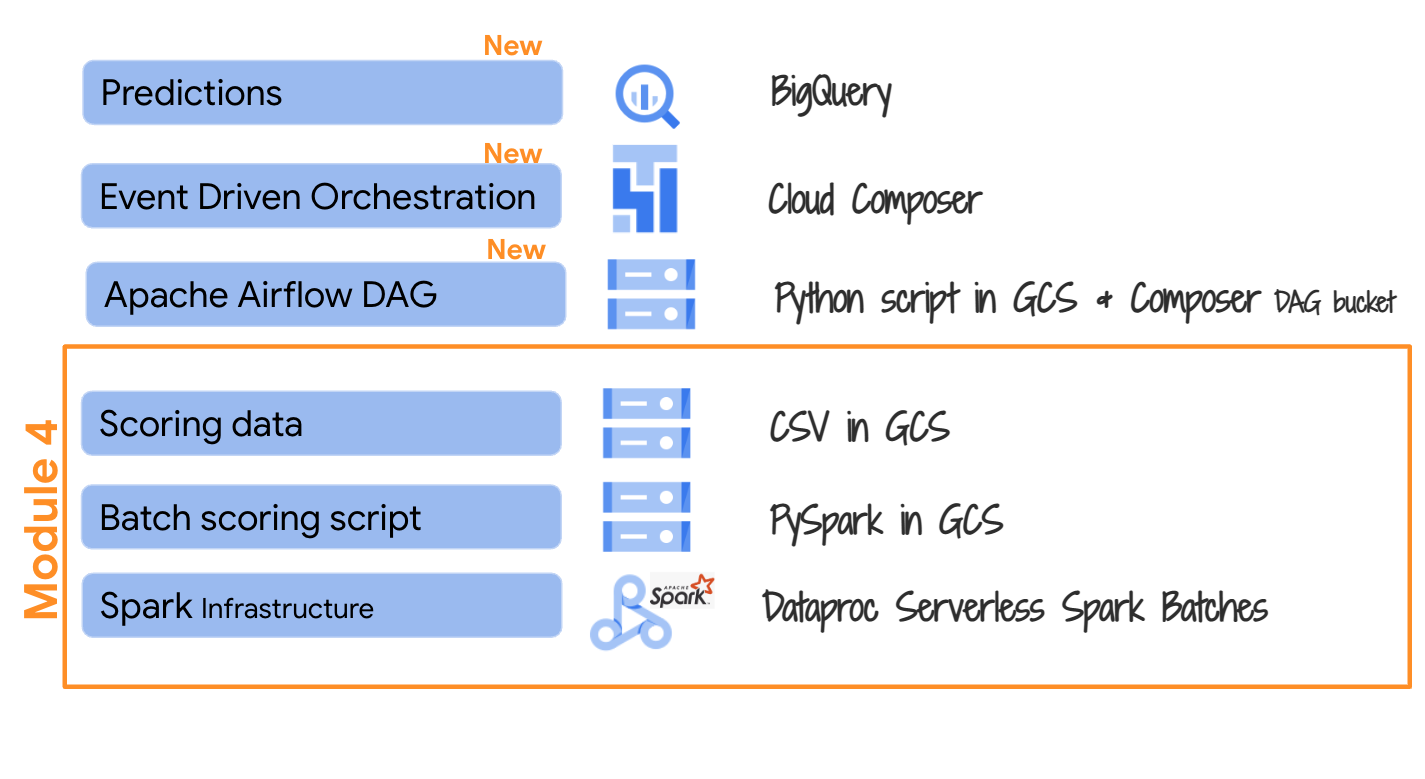 New
Predictions
BigQuery
New
Event Driven Orchestration
Cloud Composer
New
Apache Airflow DAG
Python script in GCS & Composer DAG bucket
Module 4
Scoring data
CSV in GCS
Batch scoring script
PySpark in GCS
Spark Infrastructure
APACHE
Spark
Dataproc Serverless Spark Batches